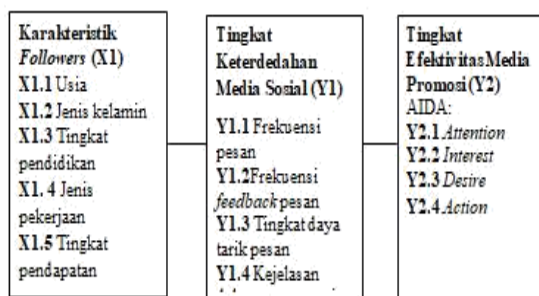 Karakteristik
Followers (X1)
X1.1 Usia
X1.2 Jenis kelamin
X1.3 Tingkat
pendidikan
X1. 4 Jenis
pekerjaan
X1.5 Tingkat
pendapatan
Tingkat
Keterdedahan
Media Sosial (Y1)
Y1.1 Frekuensi
pesan
Y1.2Frekuensi
feedback pesan
Y1.3 Tingkat daya
tarik pesan
Y1.4 Kejelasan
Tingkat
Efektivitas Media
Promosi (Y2)
AIDA:
Y2.1 Attention
Y2.2 Interest
Y2.3 Desire
Y2.4 Action